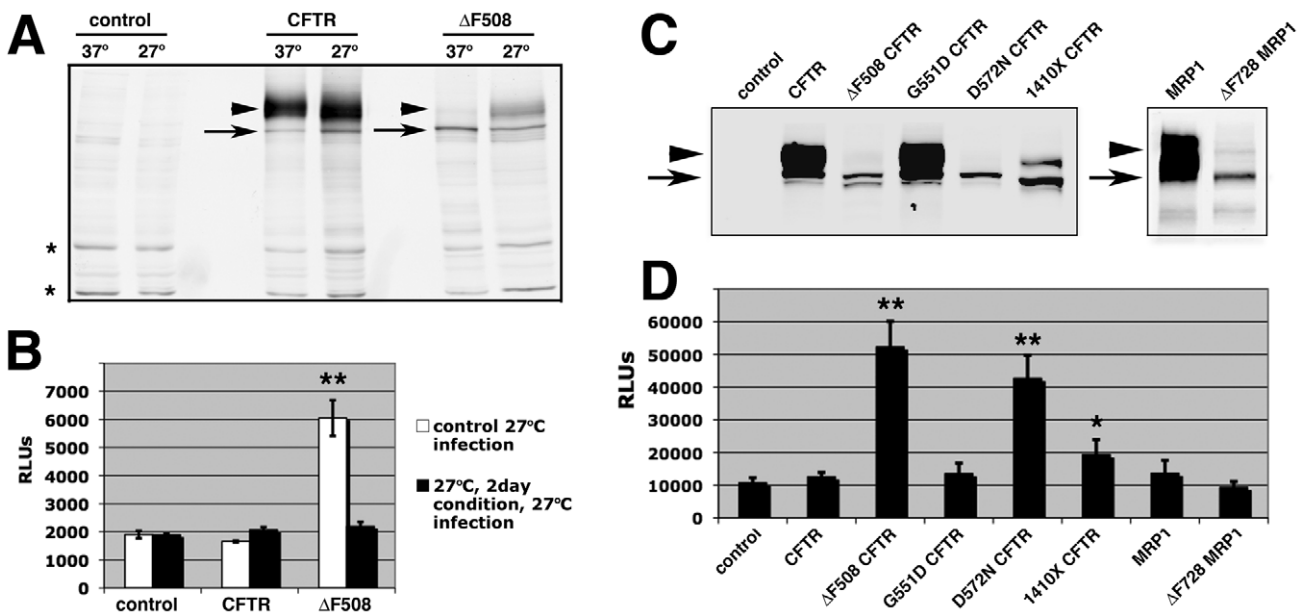 A
control CFTR ΔF508
37° 27° 37° 27° 37° 27°
*
*
B
RLUs
7000
6000
5000
4000
3000
2000
1000
0
**
control CFTR ΔF508
control 27°C
infection
27°C, 2day
condition, 27°C
infection
C
control
CFTR
ΔF508 CFTR
G551D CFTR
D572N CFTR
1410X CFTR
MRP1
ΔF728 MRP1
D
RLUs
60000
50000
40000
30000
20000
10000
0
**
**
*
control
CFTR
ΔF508 CFTR
G551D CFTR
D572N CFTR
1410X CFTR
MRP1
ΔF728 MRP1